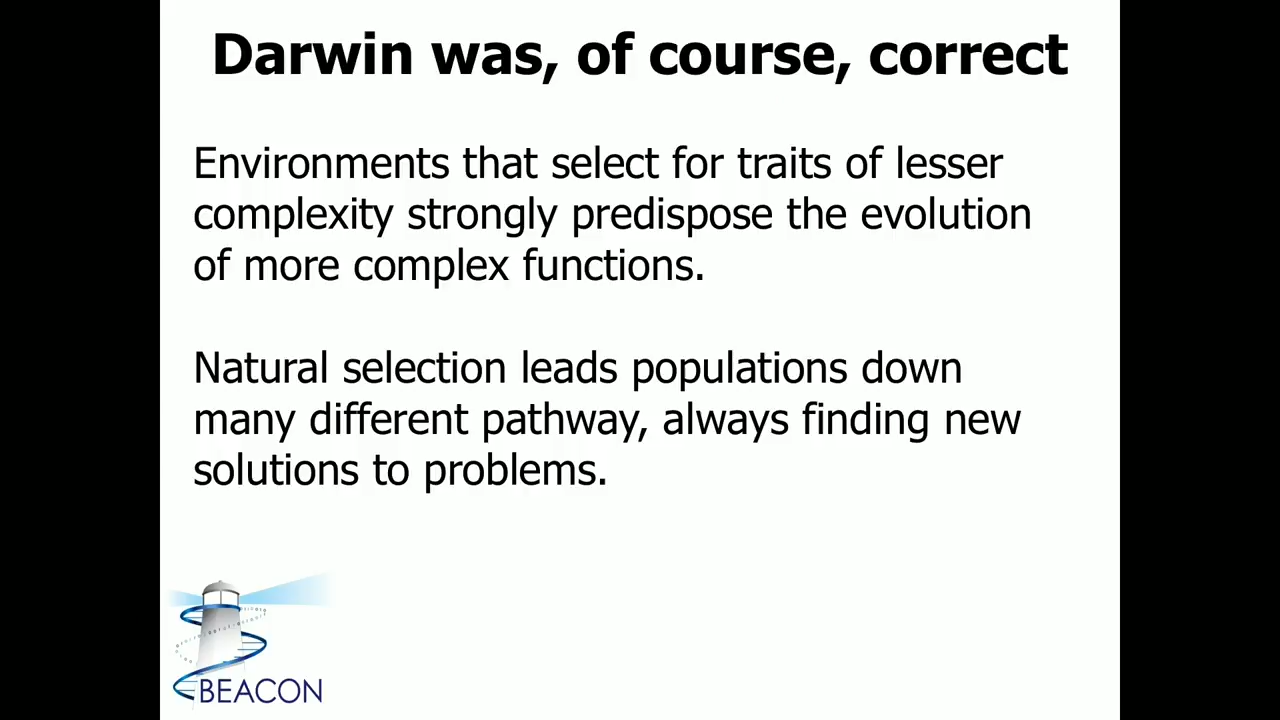 Darwin was, of course, correct
Environments that select for traits of lesser
complexity strongly predispose the evolution
of more complex functions.
Natural selection leads populations down
many different pathway, always finding new
solutions to problems.
BEACON